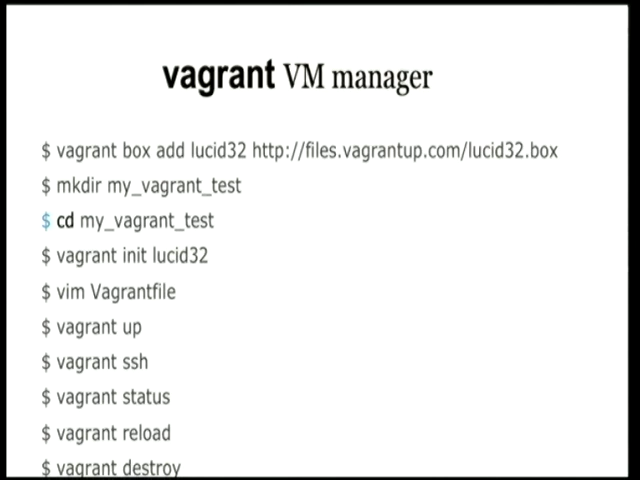 vagrant VM manager
$ vagrant box add lucid32 http://files.vagrantup.com/lucid32.box
$ mkdir my_vagrant_test
$ cd my_vagrant_test
$ vagrant init lucid32
$ vim Vagrantfile
$ vagrant up
$ vagrant ssh
$ vagrant status
$ vagrant reload
$ vagrant destroy